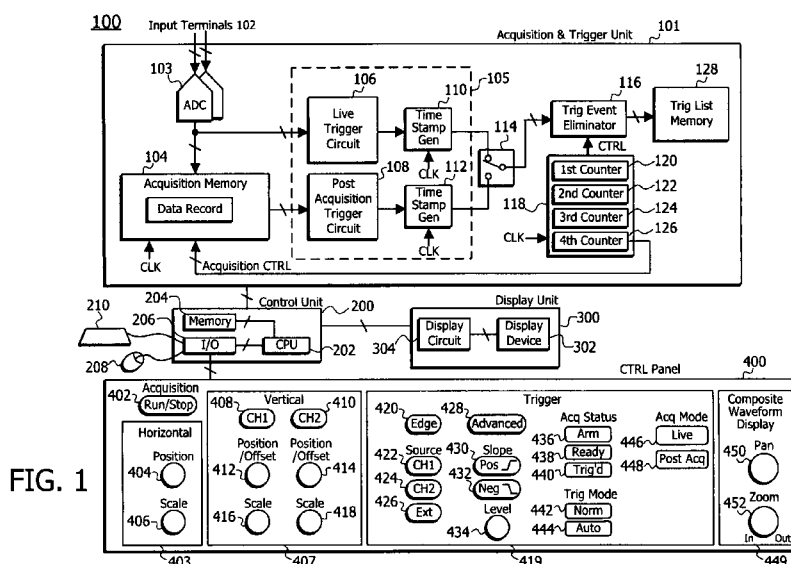 100
Input Terminals 102
Acquisition & Trigger Unit
101
103
ADC
106
Live
Trigger
Circuit
110
105
Time
Stamp
Gen
CLK
114
116
Trig Event
Eliminator
128
Trig List
Memory
CTRL
104
Acquisition Memory
Data Record
CLK
108
Post
Acquisition
Trigger
Circuit
112
Time
Stamp
Gen
CLK
118
1st Counter
120
2nd Counter
122
3rd Counter
124
4th Counter
126
CLK
Acquisition CTRL
210
204
Control Unit
200
Memory
206
I/O
CPU
202
208
Display Unit
300
Display
Circuit
304
Display
Device
302
CTRL Panel
400
Acquisition
402
Run/Stop
Horizontal
Position
404
Scale
406
403
Vertical
408
CH1
CH2
410
Position
/Offset
412
Position
/Offset
414
Scale
416
Scale
418
407
Trigger
420
Edge
428
Advanced
Source
422
CH1
424
CH2
426
Ext
Slope
430
Pos
432
Neg
Level
434
Acq Status
436
Arm
438
Ready
440
Trig'd
Trig Mode
442
Norm
444
Auto
Acq Mode
446
Live
448
Post Acq
419
Composite
Waveform
Display
Pan
450
Zoom
452
In
Out
449
FIG. 1